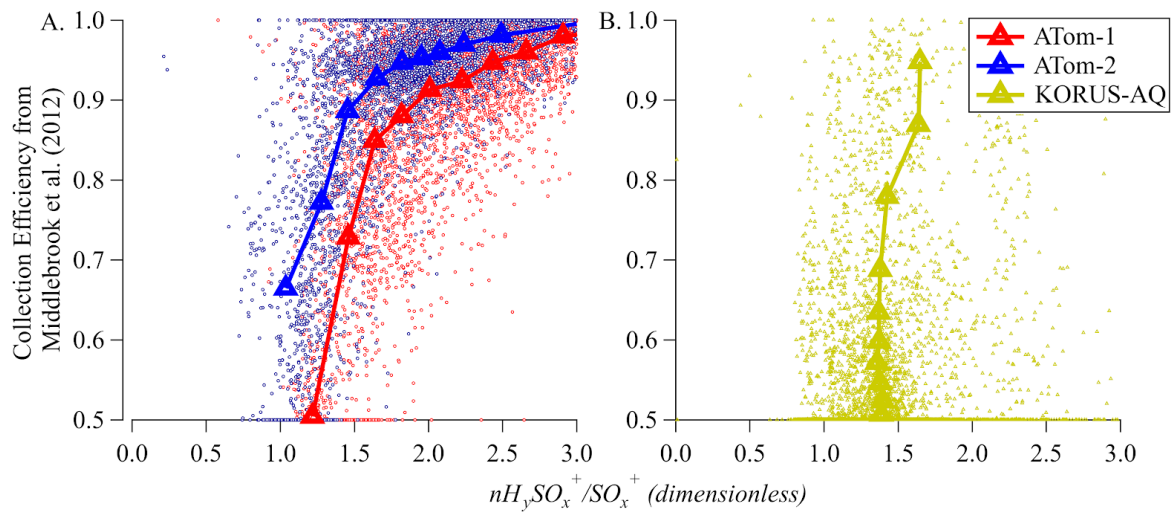 A.
B.
ATom-1
ATom-2
KORUS-AQ
Collection Efficiency from
Middlebrook et al. (2012)
1.0
0.9
0.8
0.7
0.6
0.5
0.0 0.5 1.0 1.5 2.0 2.5 3.0
1.0
0.9
0.8
0.7
0.6
0.5
0.0 0.5 1.0 1.5 2.0 2.5 3.0
nH_ySO_x^+/SO_x^+ (dimensionless)